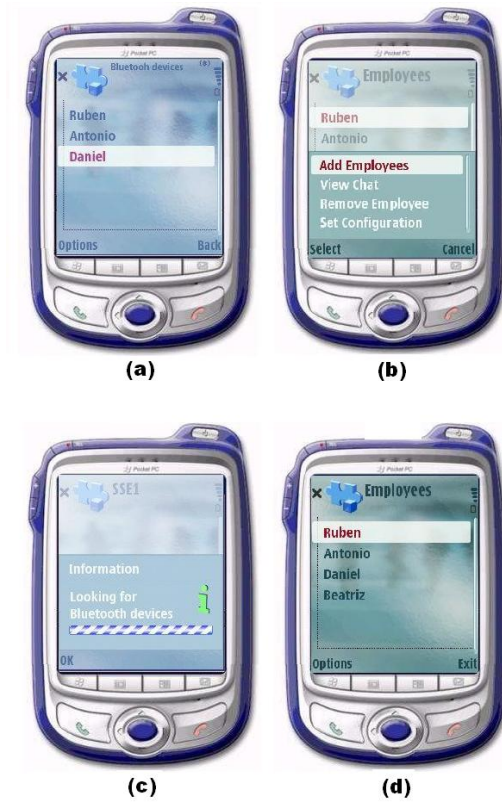 Pocket PC
Bluetooh devices
Ruben
Antonio
Daniel
Options Back
(a)
Pocket PC
Employees
Ruben
Antonio
Add Employees
View Chat
Remove Employee
Set Configuration
Select Cancel
(b)
Pocket PC
SSE1
Information
Looking for
Bluetooth devices
OK
(c)
Pocket PC
Employees
Ruben
Antonio
Daniel
Beatriz
Options Exit
(d)